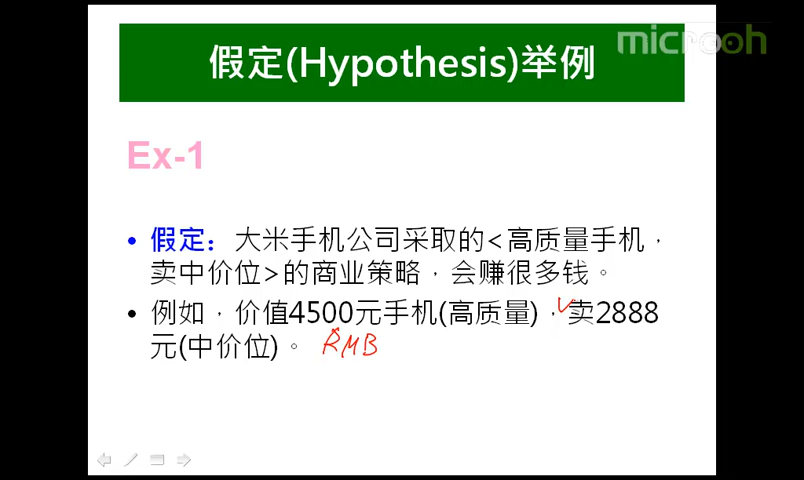 microoh
假定(Hypothesis)举例
Ex-1
• 假定：大米手机公司采取的<高质量手机，
卖中价位>的商业策略，会赚很多钱。
• 例如，价值4500元手机(高质量)，卖2888
元(中价位)。 RMB